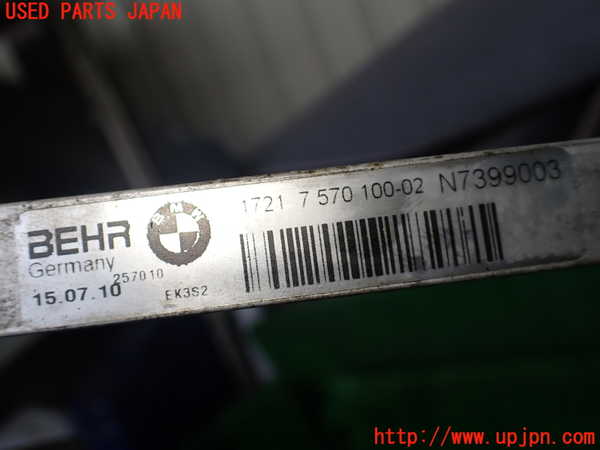 USED PARTS JAPAN
BMW
1721 7 570 100-02 N7399003
BEHR
Germany
257010
15.07.10
EK3S2
http://www.upjpn.com/